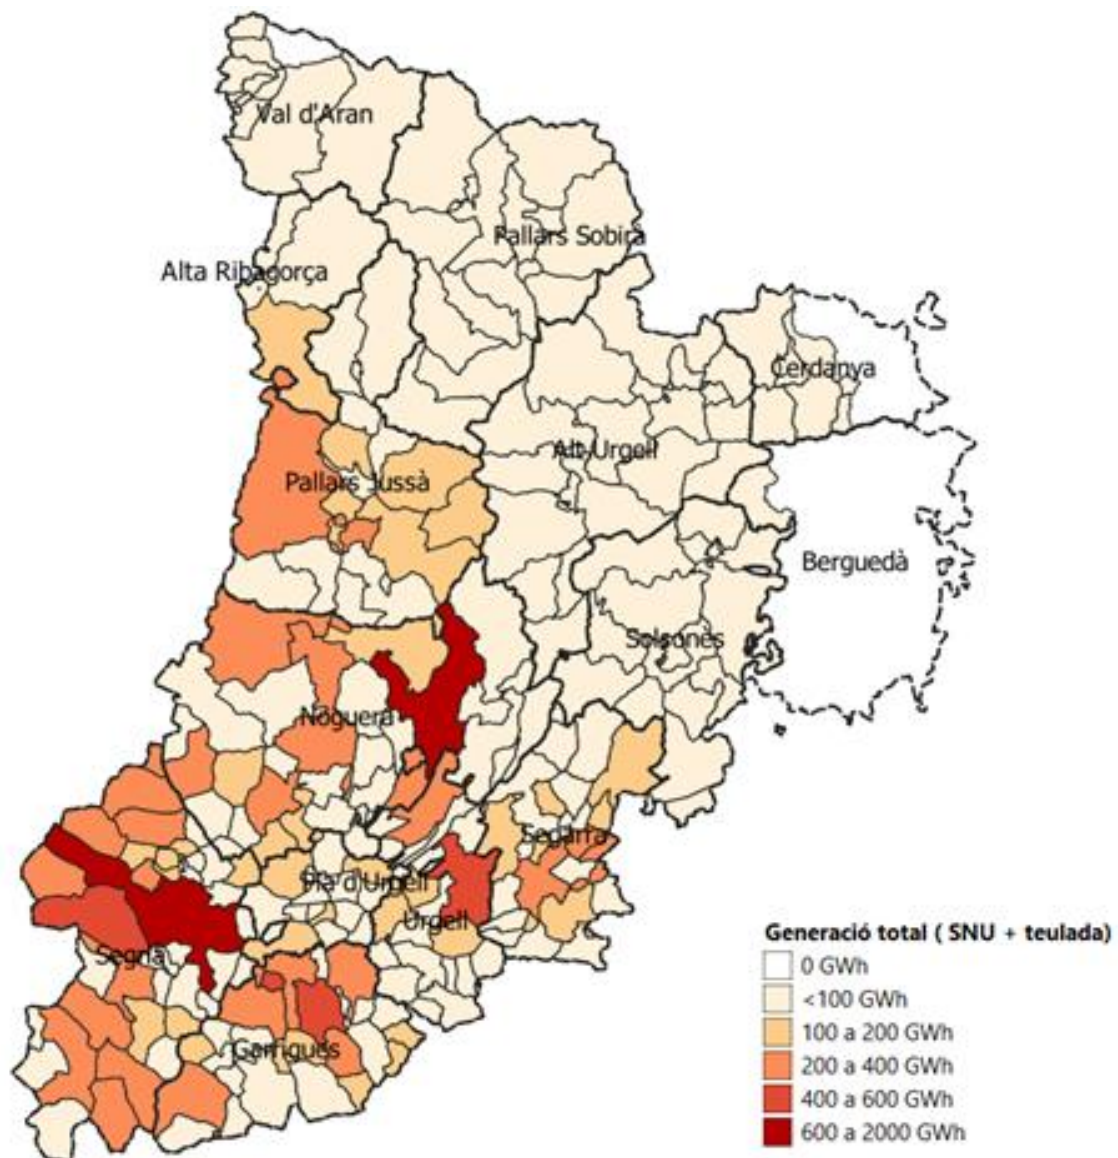 Val d'Aran
Pallars Sobirà
Alta Ribagorça
Cerdanya
Alt Urgell
Pallars Jussà
Berguedà
Solsonès
Noguera
Segarra
Pla d'Urgell
Urgell
Segrià
Garrigues
Generació total ( SNU + teulada)
0 GWh
<100 GWh
100 a 200 GWh
200 a 400 GWh
400 a 600 GWh
600 a 2000 GWh